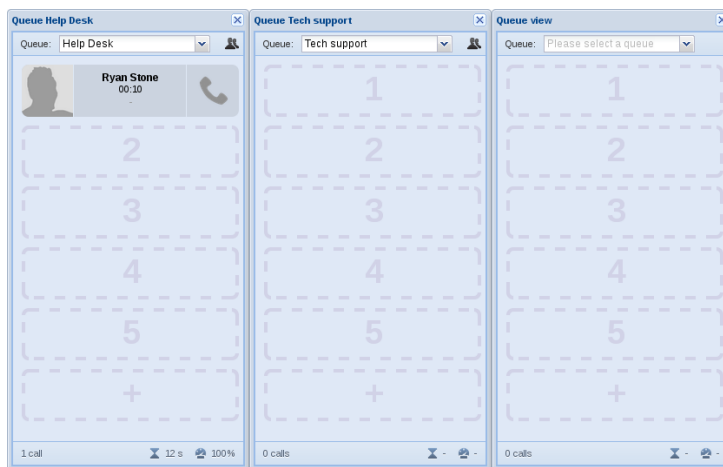 Queue Help Desk
Queue: Help Desk
Ryan Stone
00:10
-
2
3
4
5
+
1 call 12 s 100%
Queue Tech support
Queue: Tech support
1
2
3
4
5
+
0 calls - -
Queue view
Queue: Please select a queue
1
2
3
4
5
+
0 calls - -